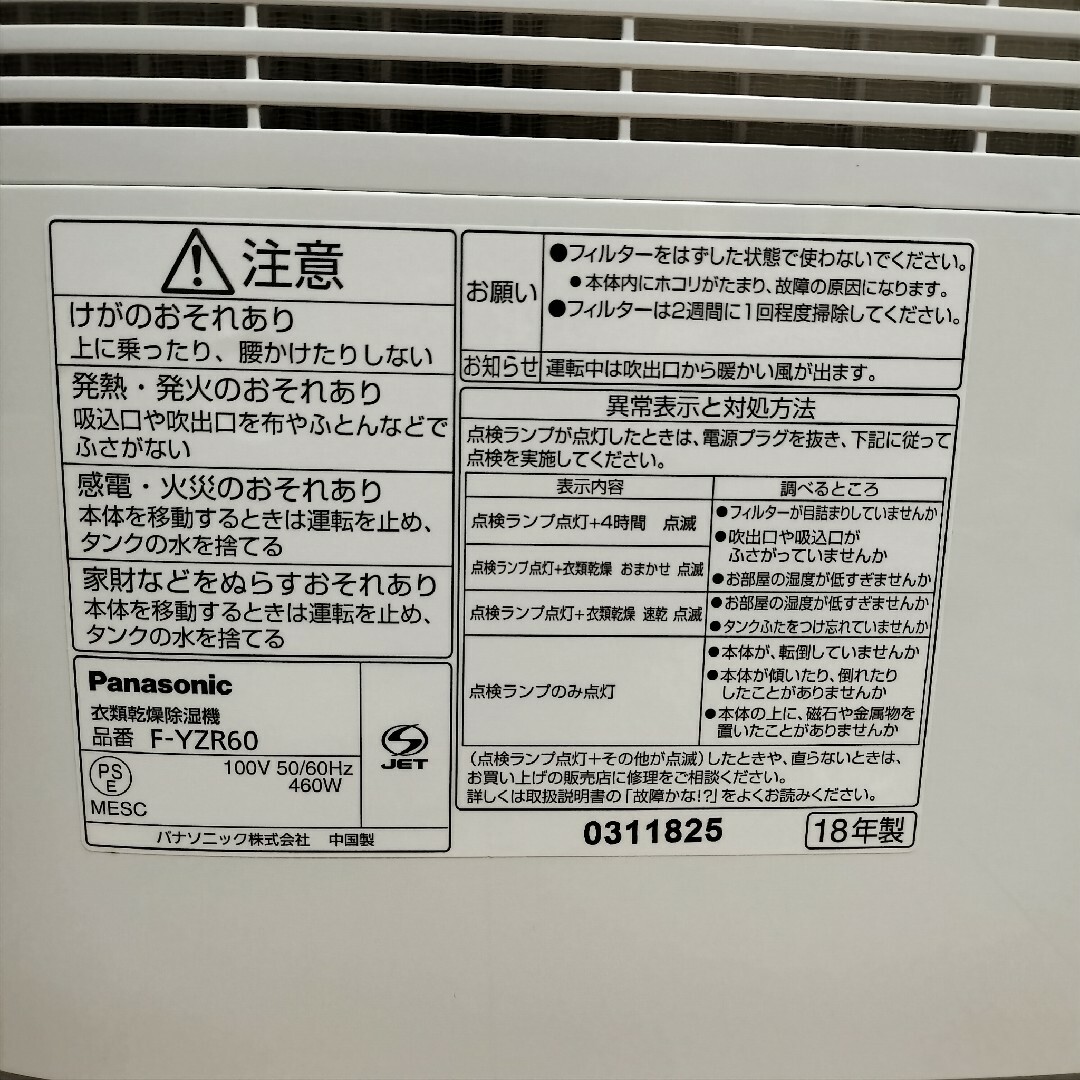 注意
けがのおそれあり
上に乗ったり、腰かけたりしない
発熱・発火のおそれあり
吸込口や吹出口を布やふとんなどで
ふさがない
感電・火災のおそれあり
本体を移動するときは運転を止め、
タンクの水を捨てる
家財などをぬらすおそれあり
本体を移動するときは運転を止め、
タンクの水を捨てる
Panasonic
衣類乾燥除湿機
品番 F-YZR60
PS
E
MESC
100V 50/60Hz
460W
JET
パナソニック株式会社 中国製
お願い
●フィルターをはずした状態で使わないでください。
●本体内にホコリがたまり、故障の原因になります。
●フィルターは2週間に1回程度掃除してください。
お知らせ 運転中は吹出口から暖かい風が出ます。
異常表示と対処方法
点検ランプが点灯したときは、電源プラグを抜き、下記に従って
点検を実施してください。
表示内容 調べるところ
点検ランプ点灯+4時間 点滅
点検ランプ点灯+衣類乾燥 おまかせ 点滅
●フィルターが目詰まりしていませんか
●吹出口や吸込口が
ふさがっていませんか
●お部屋の湿度が低すぎませんか
点検ランプ点灯+衣類乾燥 速乾 点滅
●お部屋の湿度が低すぎませんか
●タンクふたをつけ忘れていませんか
点検ランプのみ点灯
●本体が、転倒していませんか
●本体が傾いたり、倒れたり
したことがありませんか
●本体の上に、磁石や金属物を
置いたことがありませんか
(点検ランプ点灯+その他が点滅)したときや、直らないときは、
お買い上げの販売店に修理をご相談ください。
詳しくは取扱説明書の「故障かな!?」をよくお読みください。
0311825 18年製